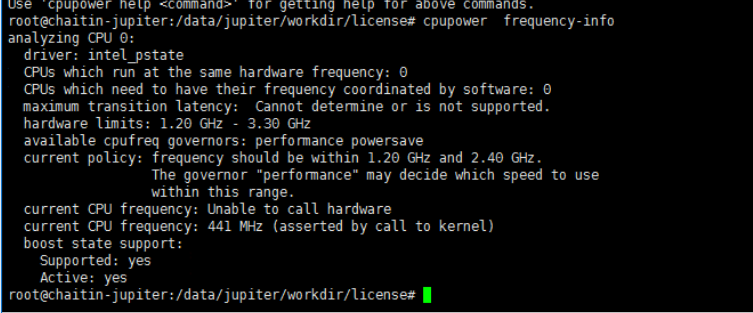 Use 'cpupower help <command>' for getting help for above commands.
root@chaitin-jupiter:/data/jupiter/workdir/license# cpupower  frequency-info
analyzing CPU 0:
  driver: intel_pstate
  CPUs which run at the same hardware frequency: 0
  CPUs which need to have their frequency coordinated by software: 0
  maximum transition latency:  Cannot determine or is not supported.
  hardware limits: 1.20 GHz - 3.30 GHz
  available cpufreq governors: performance powersave
  current policy: frequency should be within 1.20 GHz and 2.40 GHz.
                  The governor "performance" may decide which speed to use
                  within this range.
  current CPU frequency: Unable to call hardware
  current CPU frequency: 441 MHz (asserted by call to kernel)
  boost state support:
    Supported: yes
    Active: yes
root@chaitin-jupiter:/data/jupiter/workdir/license#